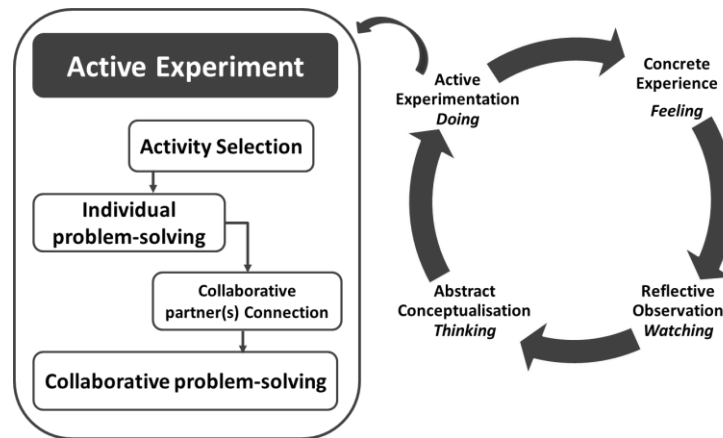 Active Experiment
Activity Selection
Individual
problem-solving
Collaborative
partner(s) Connection
Collaborative problem-solving
Active
Experimentation
Doing
Concrete
Experience
Feeling
Reflective
Observation
Watching
Abstract
Conceptualisation
Thinking